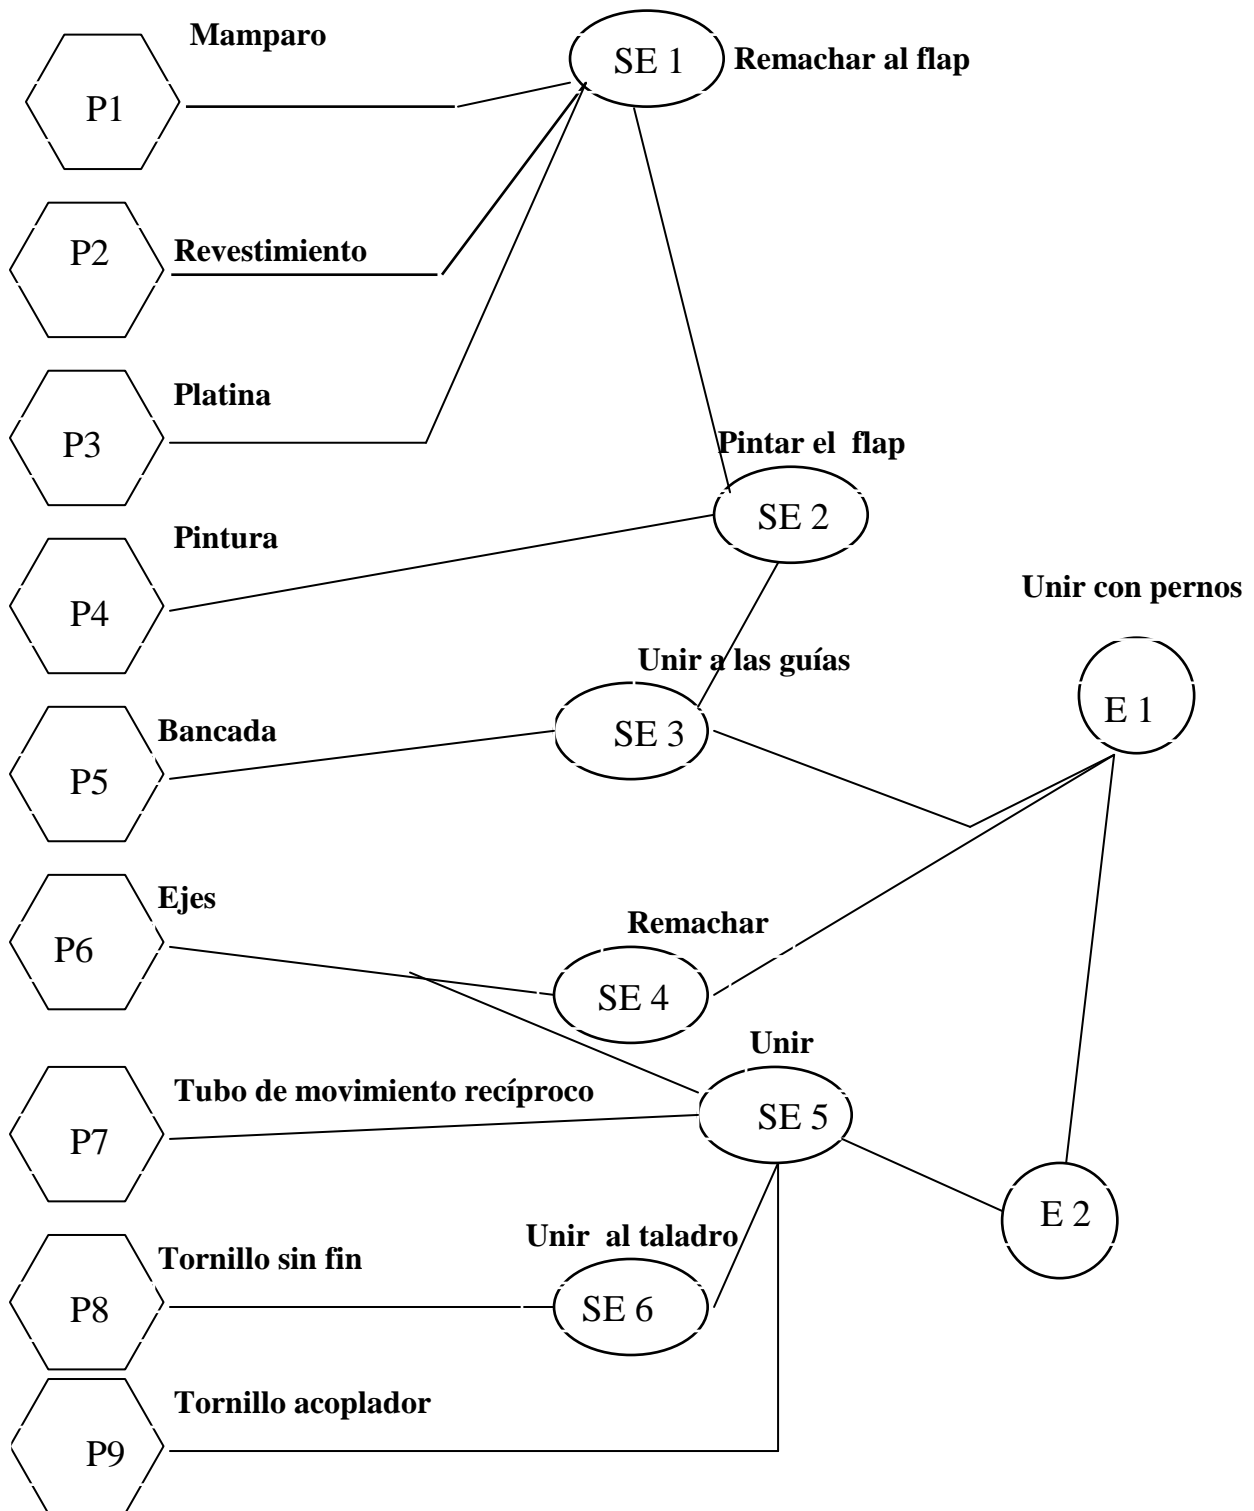 Mamparo
SE 1
Remachar al flap
P1
P2
Revestimiento
Platina
P3
Pintar el  flap
SE 2
Pintura
P4
Unir con pernos
Unir a las guías
E 1
Bancada
SE 3
P5
Ejes
Remachar
P6
SE 4
Unir
Tubo de movimiento recíproco
SE 5
P7
E 2
Unir  al taladro
Tornillo sin fin
P8
SE 6
Tornillo acoplador
P9